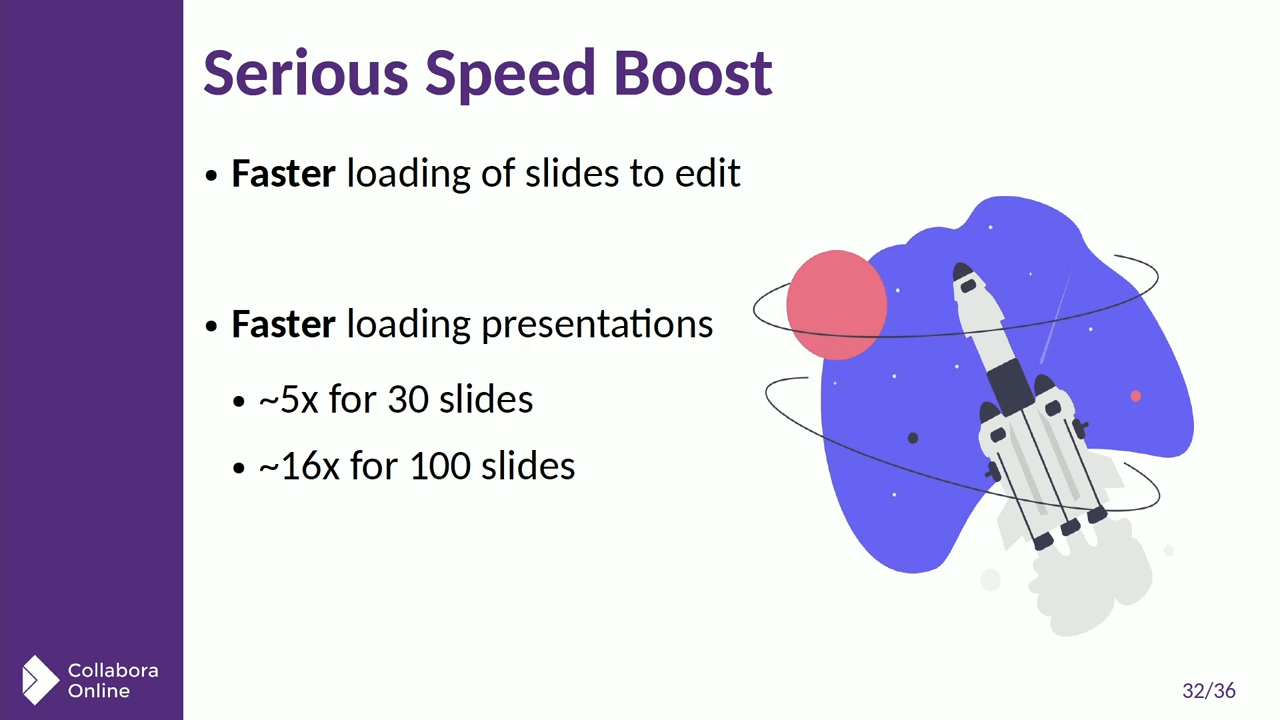 Serious Speed Boost
• Faster loading of slides to edit
• Faster loading presentations
• ~5x for 30 slides
• ~16x for 100 slides
Collabora
Online
32/36